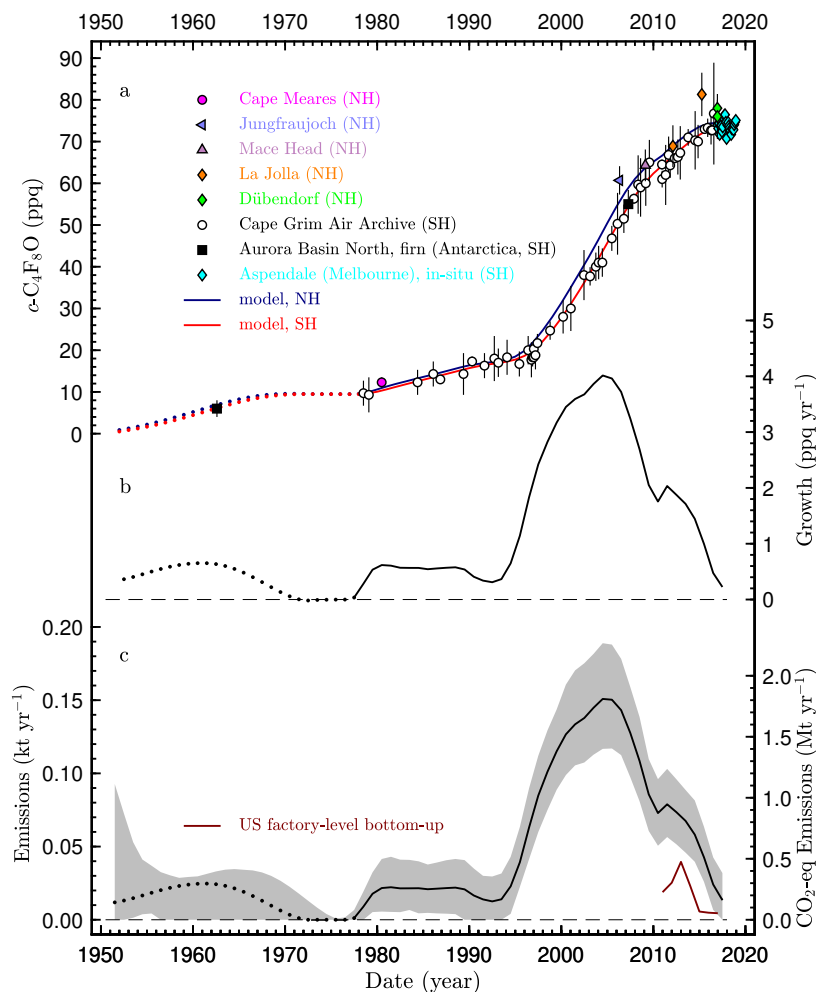 1950 1960 1970 1980 1990 2000 2010 2020
a
90
80
70
60
50
40
30
20
10
0
c-C₄F₈O (ppq)
Cape Meares (NH)
Jungfraujoch (NH)
Mace Head (NH)
La Jolla (NH)
Dübendorf (NH)
Cape Grim Air Archive (SH)
Aurora Basin North, firn (Antarctica, SH)
Aspendale (Melbourne), in-situ (SH)
model, NH
model, SH
b
5
4
3
2
1
0
Growth (ppq yr⁻¹)
c
0.20
0.15
0.10
0.05
0.00
Emissions (kt yr⁻¹)
US factory-level bottom-up
2.0
1.5
1.0
0.5
0.0
CO₂-eq Emissions (Mt yr⁻¹)
1950 1960 1970 1980 1990 2000 2010 2020
Date (year)